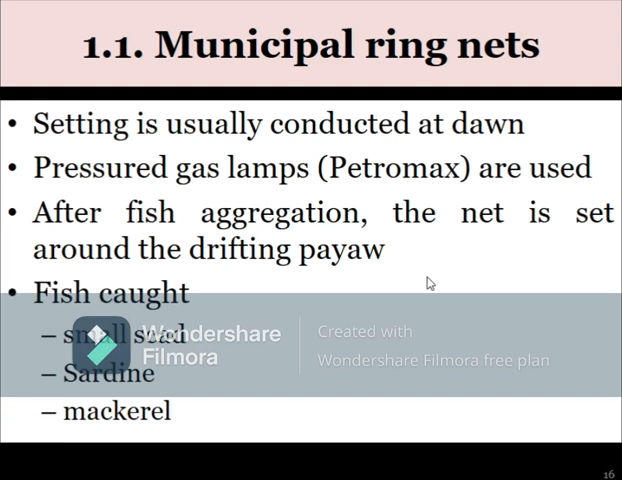 1.1. Municipal ring nets
• Setting is usually conducted at dawn
• Pressured gas lamps (Petromax) are used
• After fish aggregation, the net is set
around the drifting payaw
• Fish caught
– small scad
– Sardine
– mackerel
Wondershare
Filmora
Created with
Wondershare Filmora free plan
16